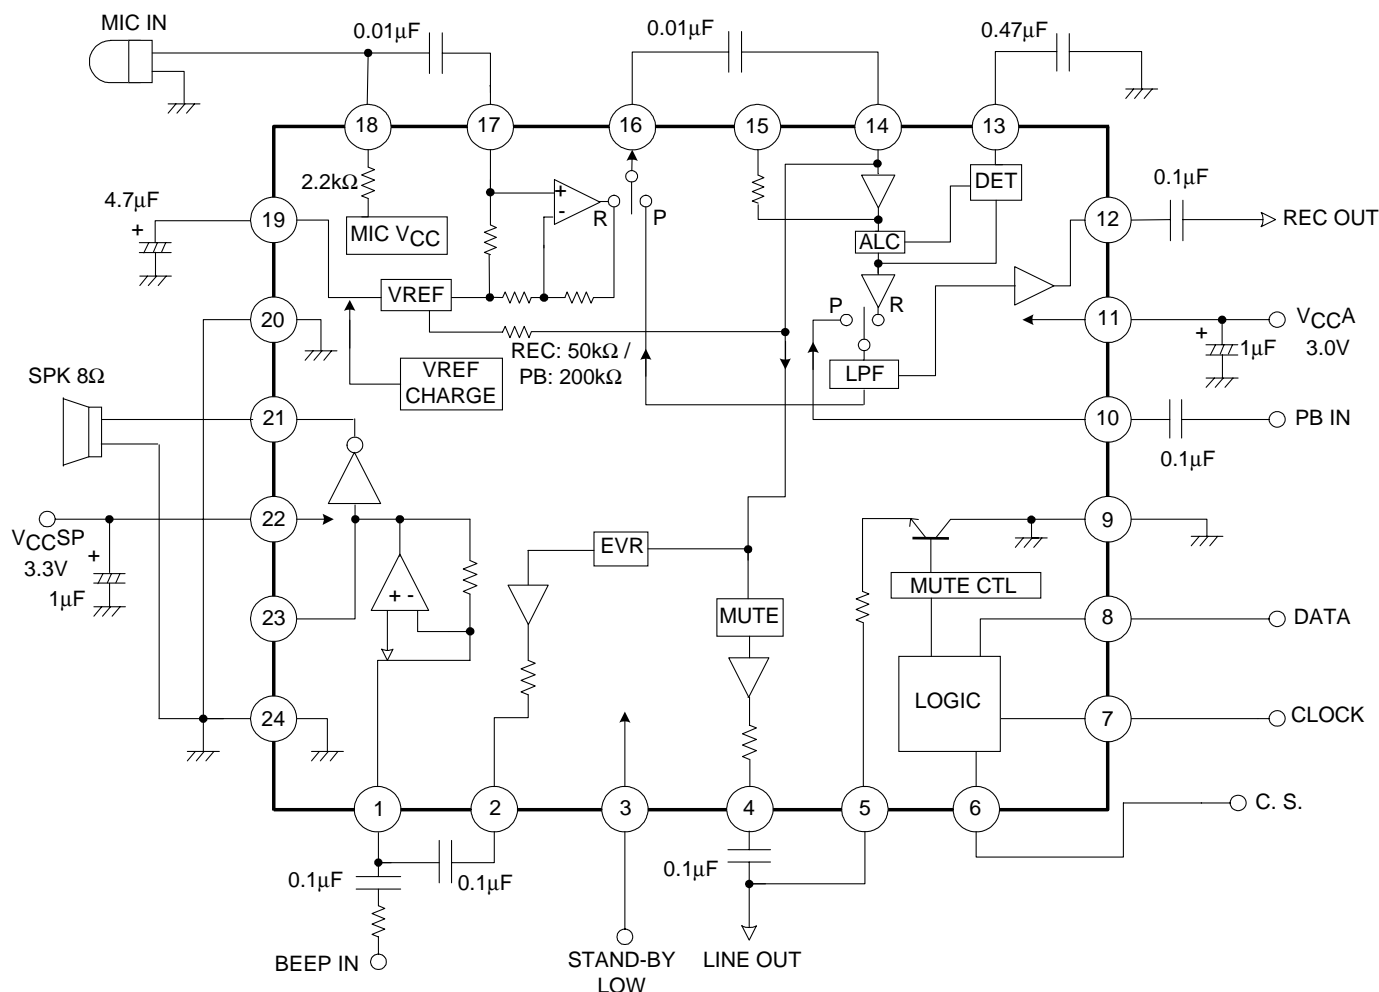 MIC IN
0.01μF
0.01μF
0.47μF
18
17
16
15
14
13
2.2kΩ
4.7μF
+
19
MIC VCC
+
-
R
P
DET
ALC
0.1μF
12
REC OUT
VREF
P
R
20
REC: 50kΩ /
PB: 200kΩ
VREF
CHARGE
LPF
11
VCCA
3.0V
+
1μF
SPK 8Ω
21
10
PB IN
0.1μF
22
VCCSP
3.3V
+
1μF
EVR
9
+ -
MUTE CTL
MUTE
23
8
DATA
LOGIC
24
7
CLOCK
1
2
3
4
5
6
C. S.
0.1μF
0.1μF
0.1μF
BEEP IN
STAND-BY
LOW
LINE OUT